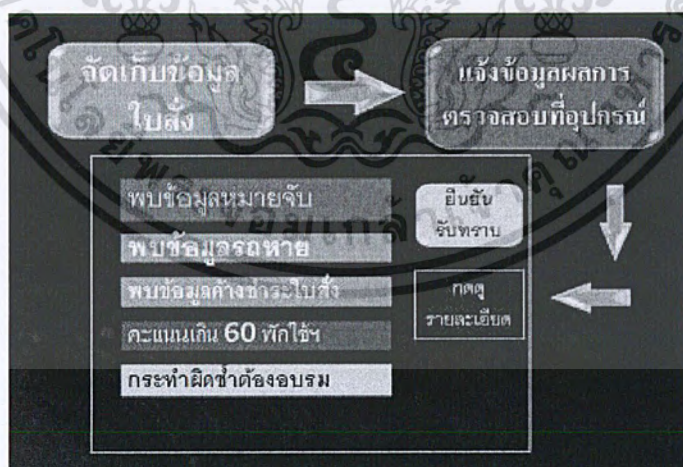 จัดเก็บข้อมูล
ใบสั่ง
แจ้งข้อมูลผลการ
ตรวจสอบที่อุปกรณ์
พบข้อมูลหมายจับ
พบข้อมูลรถหาย
พบข้อมูลค้างชำระใบสั่ง
คะแนนเกิน 60 พักใช้ฯ
กระทำผิดซ้ำต้องอบรม
ยืนยัน
รับทราบ
กดดู
รายละเอียด